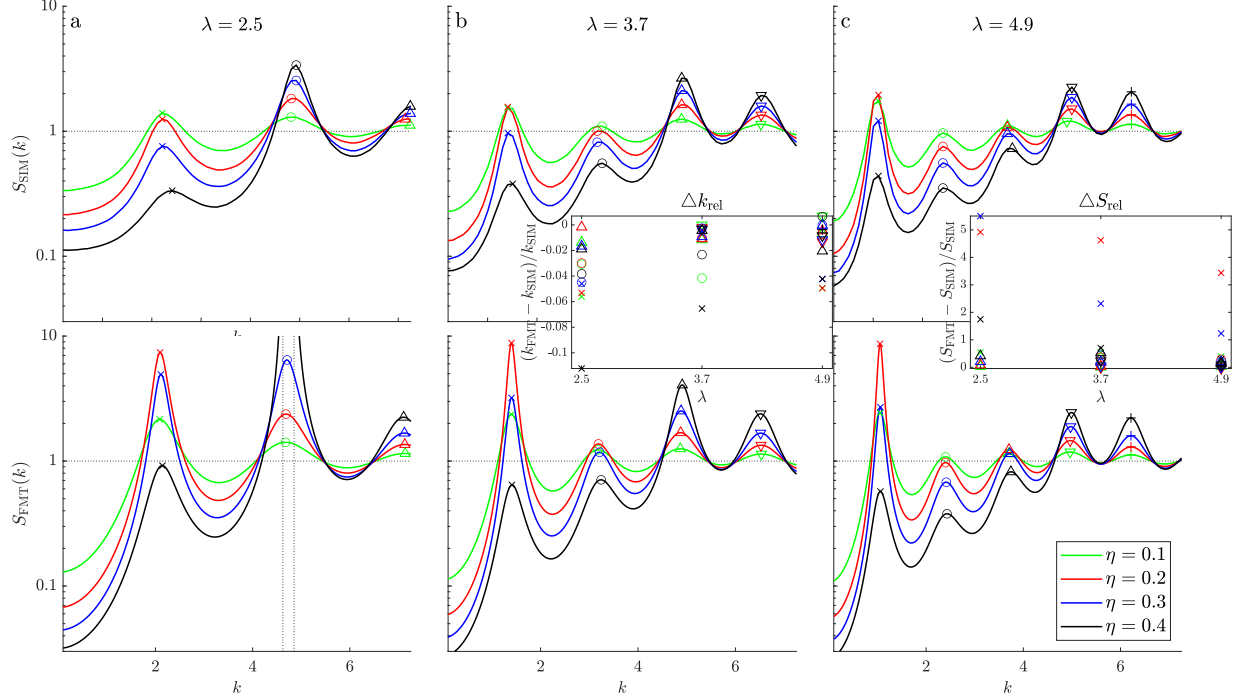 a
λ = 2.5
b
λ = 3.7
c
λ = 4.9
10
1
0.1
S_SIM(k)
△k_rel
(k_FMT − k_SIM)/k_SIM
0
-0.02
-0.04
-0.06
-0.08
-0.1
2.5
3.7
4.9
λ
△S_rel
(S_FMT − S_SIM)/S_SIM
5
4
3
2
1
0
2.5
3.7
4.9
λ
10
1
0.1
S_FMT(k)
η = 0.1
η = 0.2
η = 0.3
η = 0.4
2
4
6
k
2
4
6
k
2
4
6
k